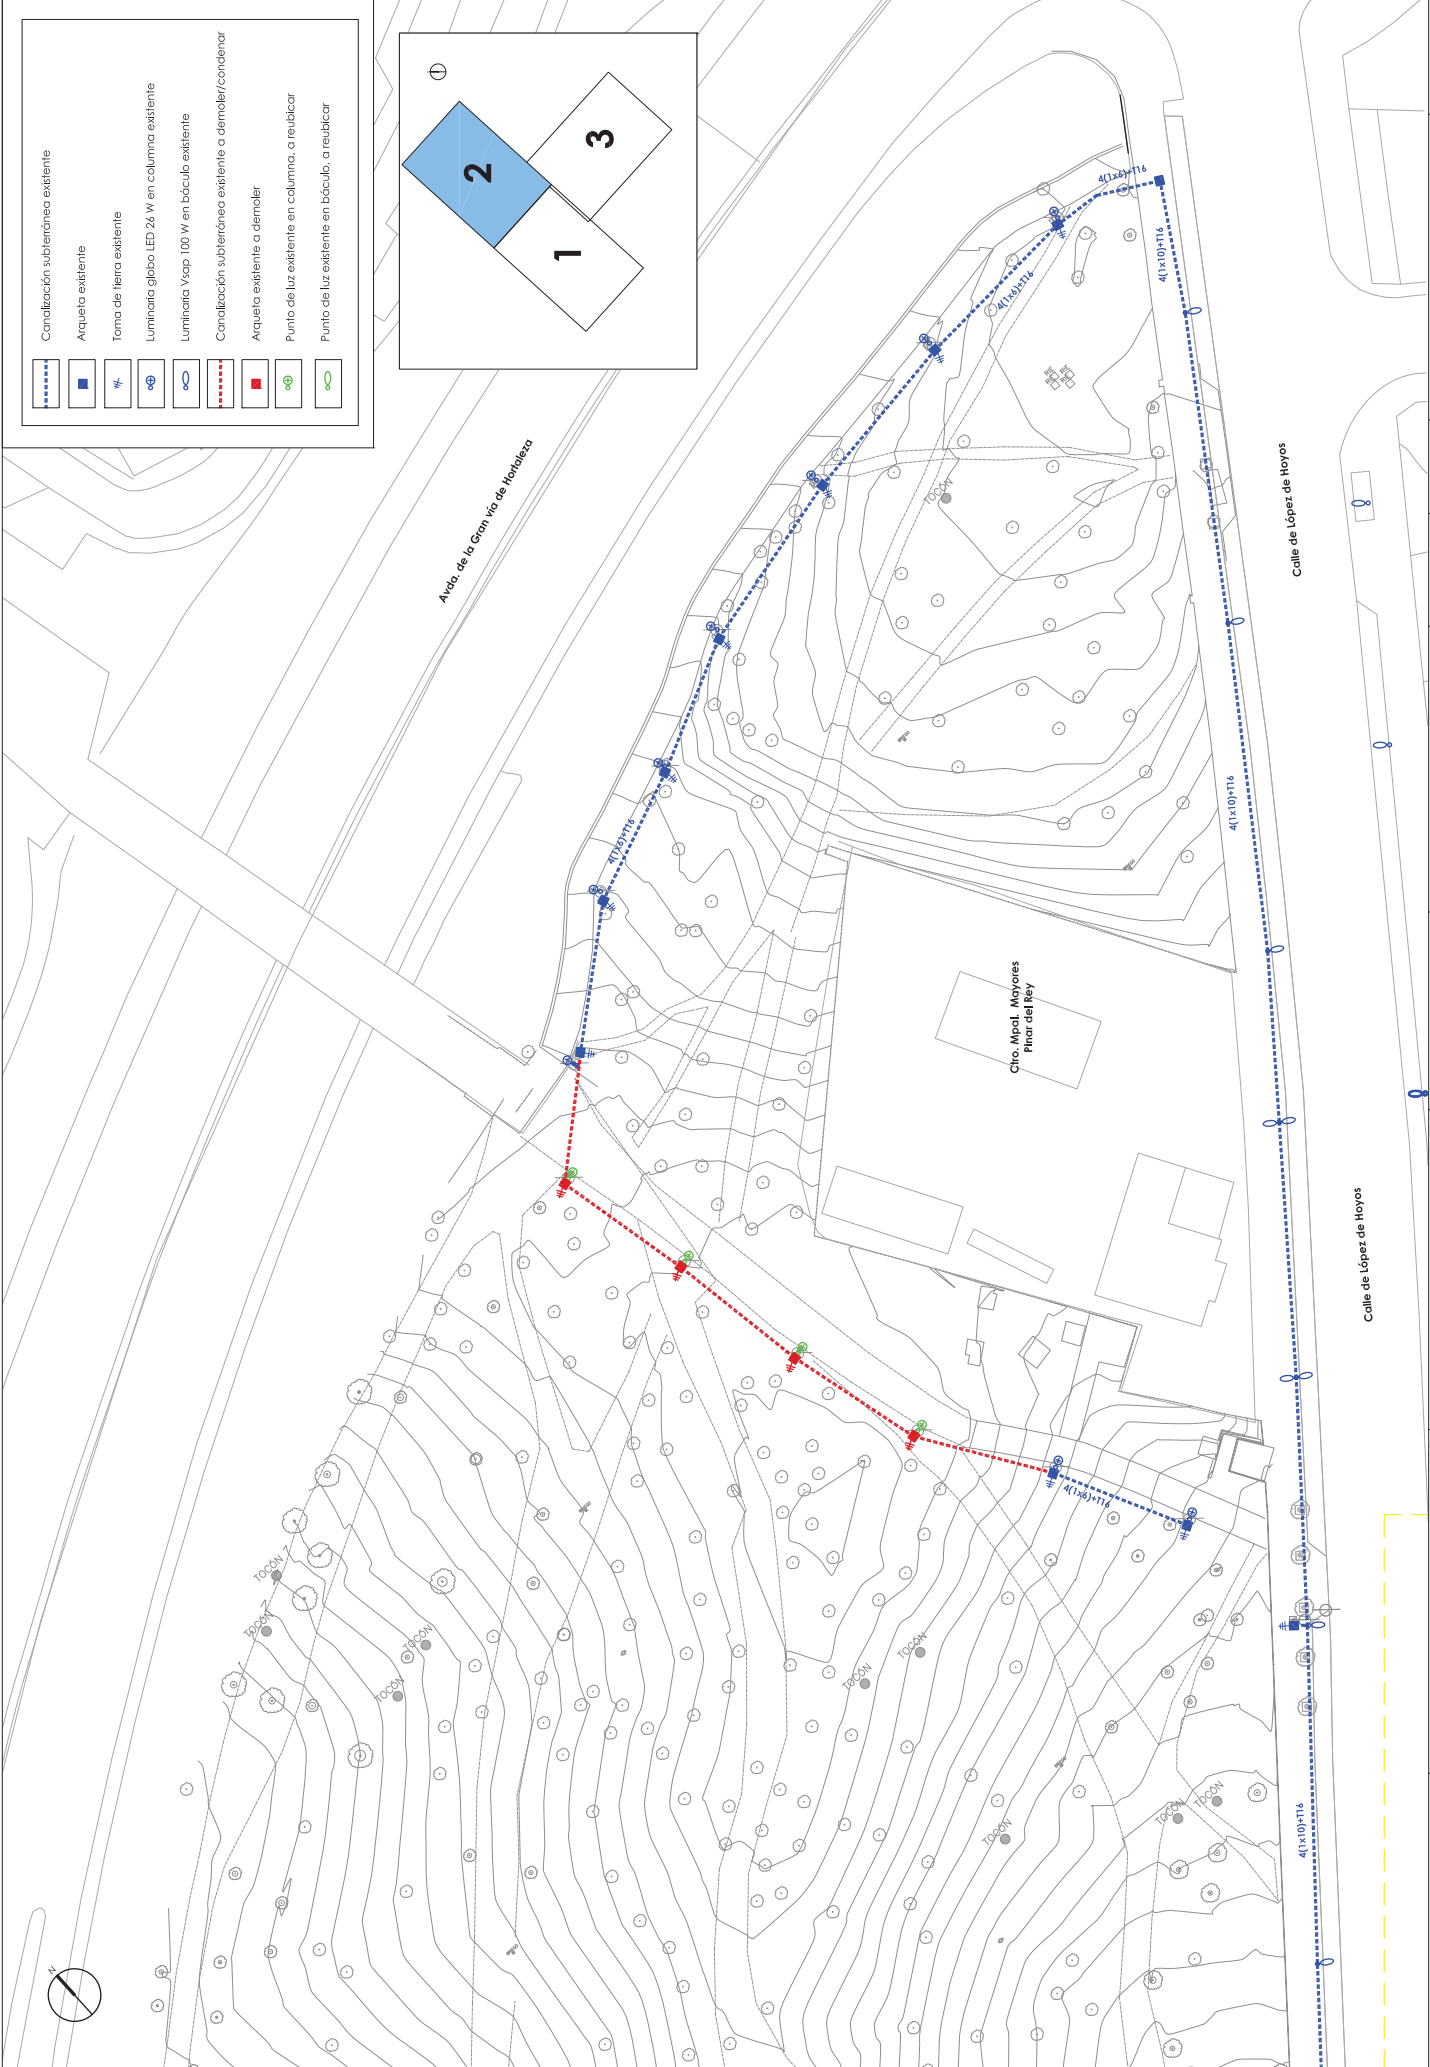 Canalización subterránea existente
Arqueta existente
Toma de tierra existente
Luminaria globo LED 26 W en columna existente
Luminaria Vsap 100 W en báculo existente
Canalización subterránea existente a demoler/condenar
Arqueta existente a demoler
Punto de luz existente en columna, a reubicar
Punto de luz existente en báculo, a reubicar
1
2
3
Avda. de la Gran vía de Hortaleza
4(1x6)+T16
4(1x10)+T16
4(1x6)+T16
TOCÓN
Calle de López de Hoyos
4(1x6)+T16
4(1x10)+T16
Ctro. Mpal. Mayores
Pinar del Rey
Calle de López de Hoyos
4(1x6)+T16
TOCÓN
TOCÓN
TOCÓN
TOCÓN
TOCÓN
TOCÓN
TOCÓN
TOCÓN
TOCÓN
4(1x10)+T16
N